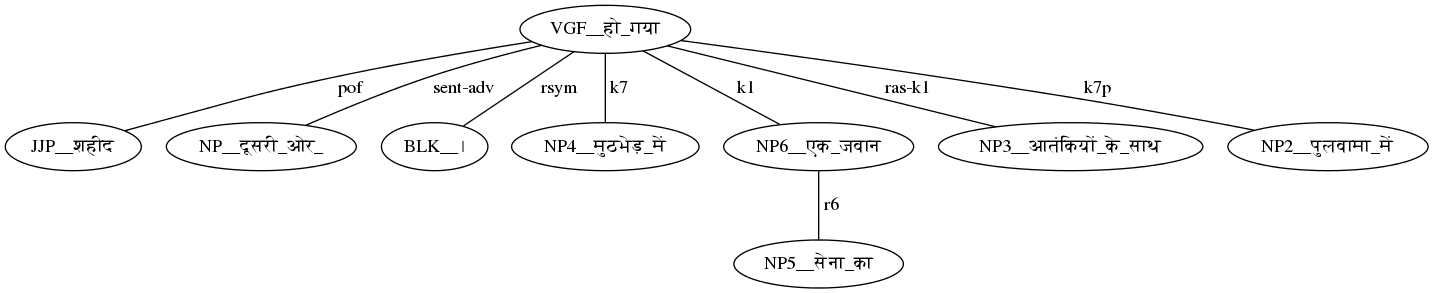 VGF__हो_गया
pof sent-adv rsym k7 k1 ras-k1 k7p
JJP__शहीद NP__दूसरी_ओर_ BLK__। NP4__मुठभेड़_में NP6__एक_जवान NP3__आतंकियों_के_साथ NP2__पुलवामा_में
r6
NP5__सेना_का